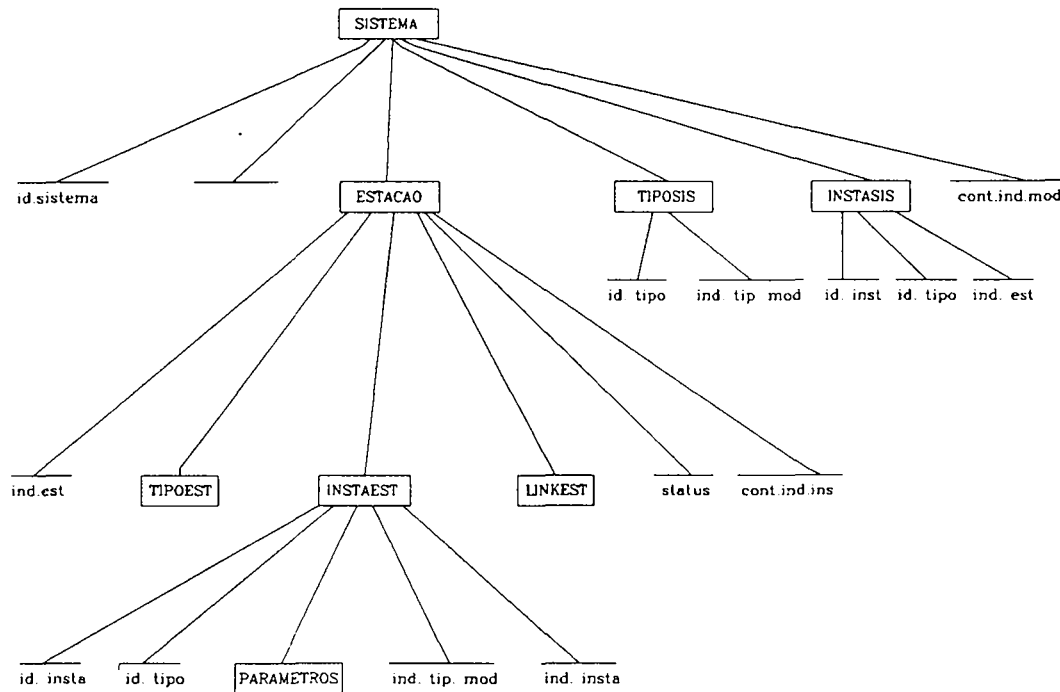 SISTEMA
id.sistema
ESTACAO
TIPOSIS
INSTASIS
cont.ind.mod
id. tipo
ind. tip mod
id. inst
id. tipo
ind. est
ind.est
TIPOEST
INSTAEST
LINKEST
status
cont.ind.ins
id. insta
id. tipo
PARAMETROS
ind. tip. mod
ind. insta